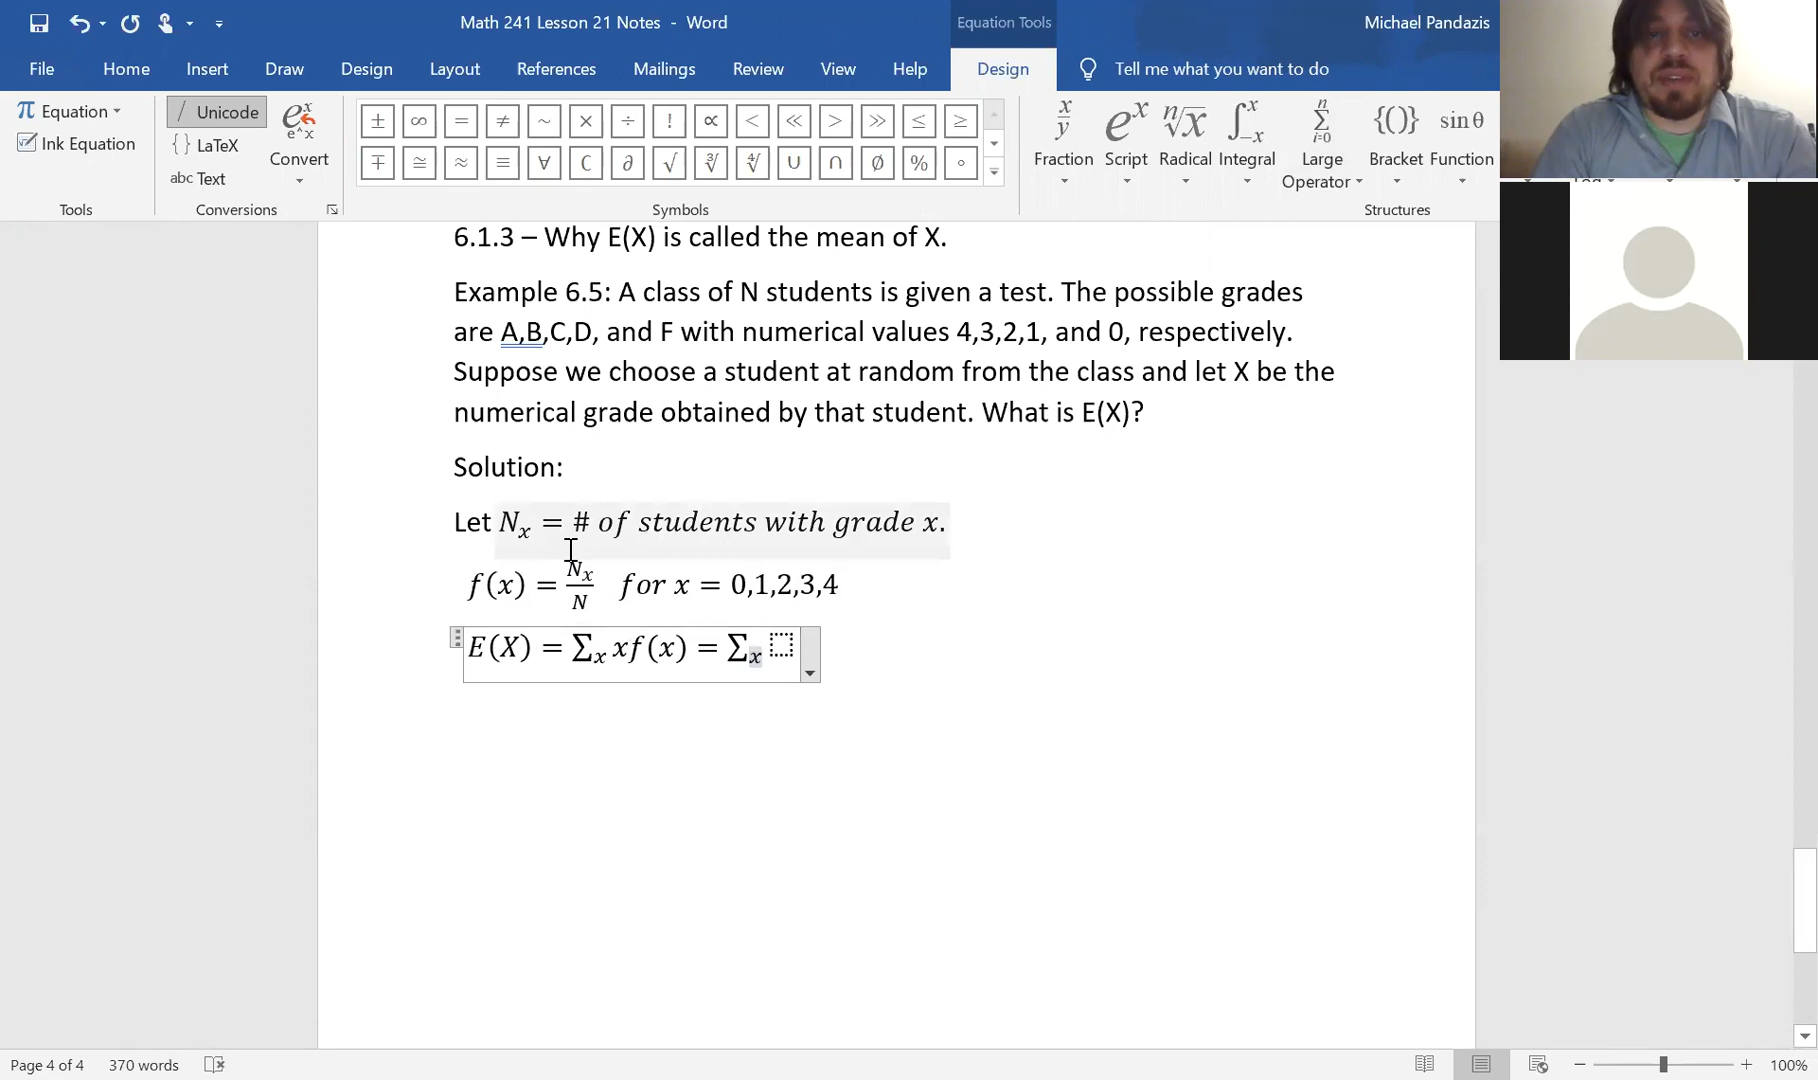 Math 241 Lesson 21 Notes - Word
Equation Tools
Michael Pandazis
File Home Insert Draw Design Layout References Mailings Review View Help Design Tell me what you want to do
π Equation
Ink Equation
Tools
Unicode
{} LaTeX
abc Text
e^x
Convert
Conversions
± ∞ = ≠ ~ × ÷ ! ∝ < ≪ > ≫ ≤ ≥
∓ ≅ ≈ ≡ ∀ ∁ ∂ √ ∛ ∜ ∪ ∩ ∅ % °
Symbols
Fraction Script Radical Integral Large Operator Bracket Function
sinθ
Structures
6.1.3 – Why E(X) is called the mean of X.
Example 6.5: A class of N students is given a test. The possible grades
are A,B,C,D, and F with numerical values 4,3,2,1, and 0, respectively.
Suppose we choose a student at random from the class and let X be the
numerical grade obtained by that student. What is E(X)?
Solution:
Let N_x = # of students with grade x.
f(x) = N_x/N for x = 0,1,2,3,4
E(X) = ∑_x xf(x) = ∑_x
Page 4 of 4 370 words 100%